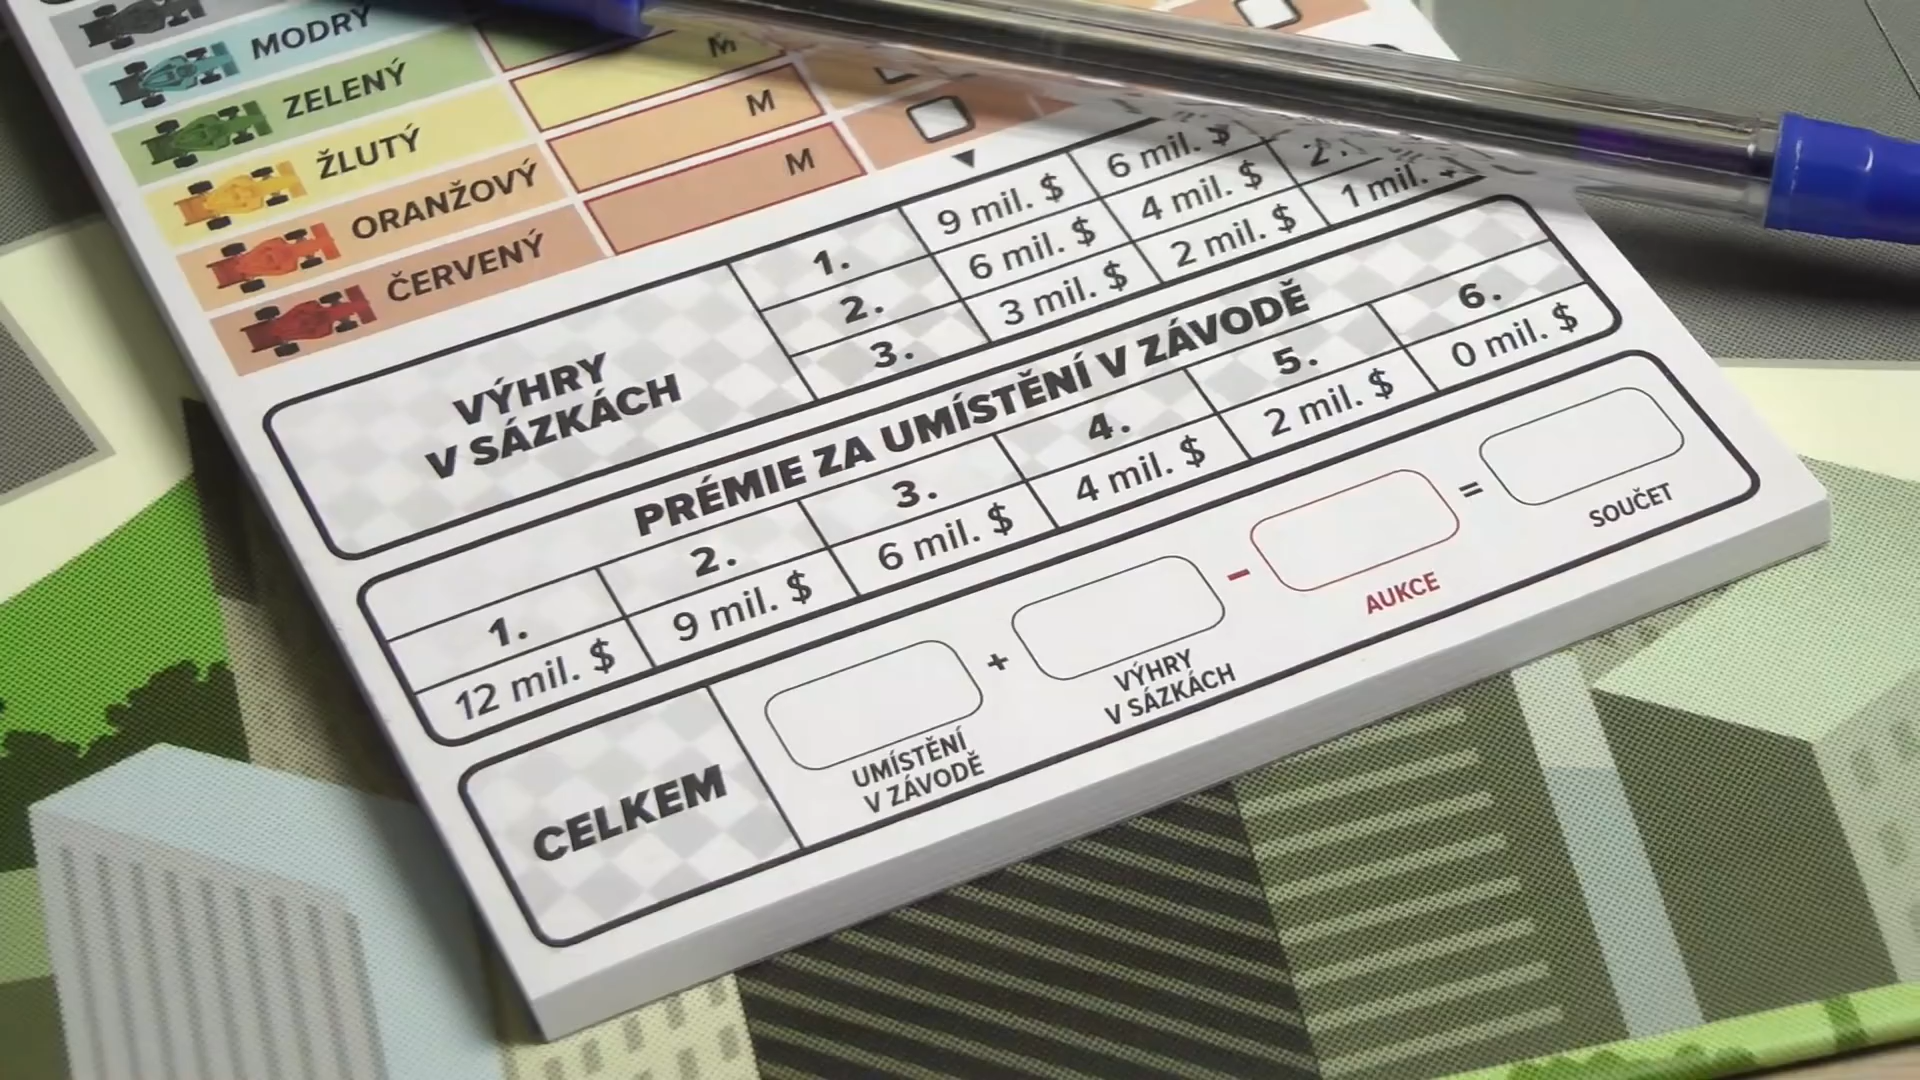 MODRÝ
ZELENÝ M
ŽLUTÝ M
ORANŽOVÝ M
ČERVENÝ
VÝHRY
V SÁZKÁCH
1. 9 mil. $ 6 mil. $
2. 6 mil. $ 4 mil. $ 1 mil.
3. 3 mil. $ 2 mil. $
PRÉMIE ZA UMÍSTĚNÍ V ZÁVODĚ
1. 2. 3. 4. 5. 6.
12 mil. $ 9 mil. $ 6 mil. $ 4 mil. $ 2 mil. $ 0 mil. $
CELKEM
+ - =
UMÍSTĚNÍ
V ZÁVODĚ
VÝHRY
V SÁZKÁCH
AUKCE
SOUČET